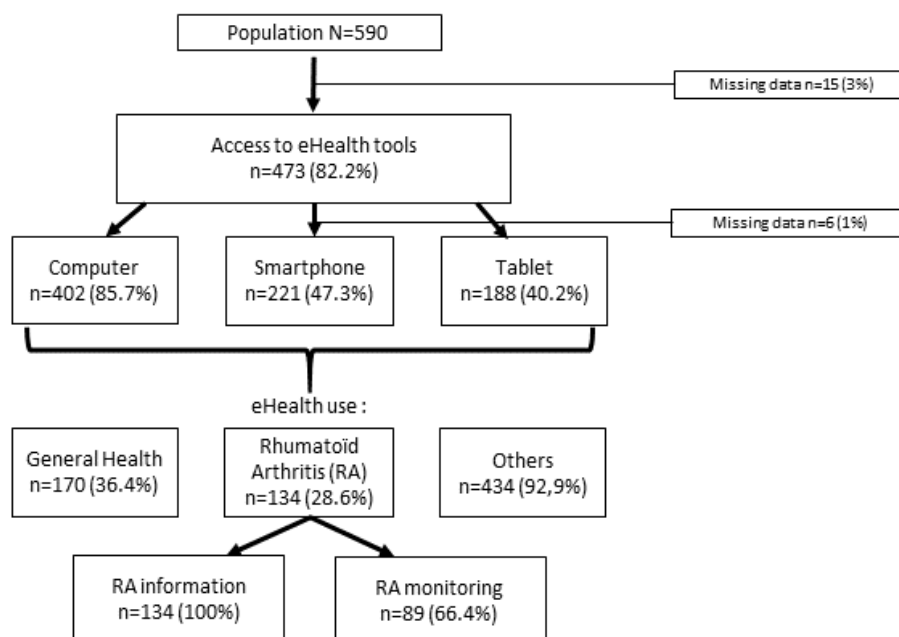 Population N=590
Missing data n=15 (3%)
Access to eHealth tools
n=473 (82.2%)
Missing data n=6 (1%)
Computer
n=402 (85.7%)
Smartphone
n=221 (47.3%)
Tablet
n=188 (40.2%)
eHealth use :
General Health
n=170 (36.4%)
Rhumatoïd
Arthritis (RA)
n=134 (28.6%)
Others
n=434 (92,9%)
RA information
n=134 (100%)
RA monitoring
n=89 (66.4%)